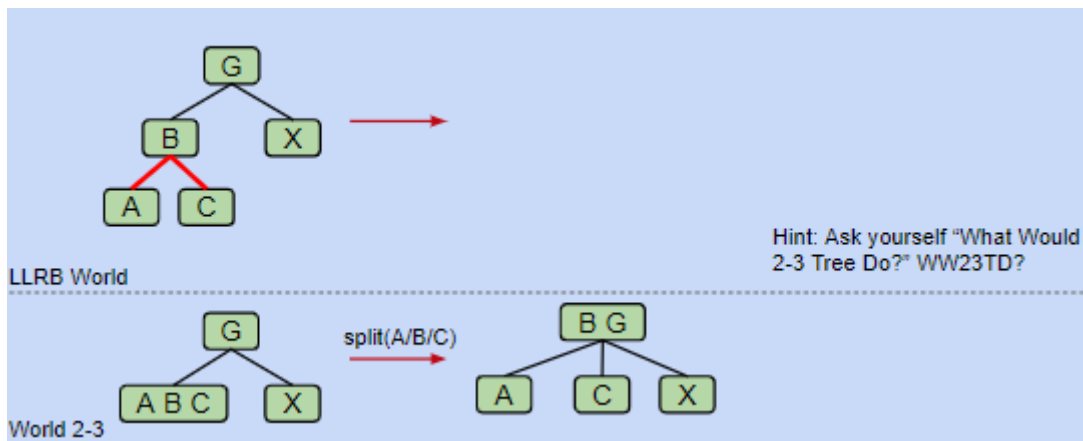 G
B X
A C
Hint: Ask yourself “What Would
2-3 Tree Do?” WW23TD?
LLRB World
G split(A/B/C) B G
A B C X A C X
World 2-3